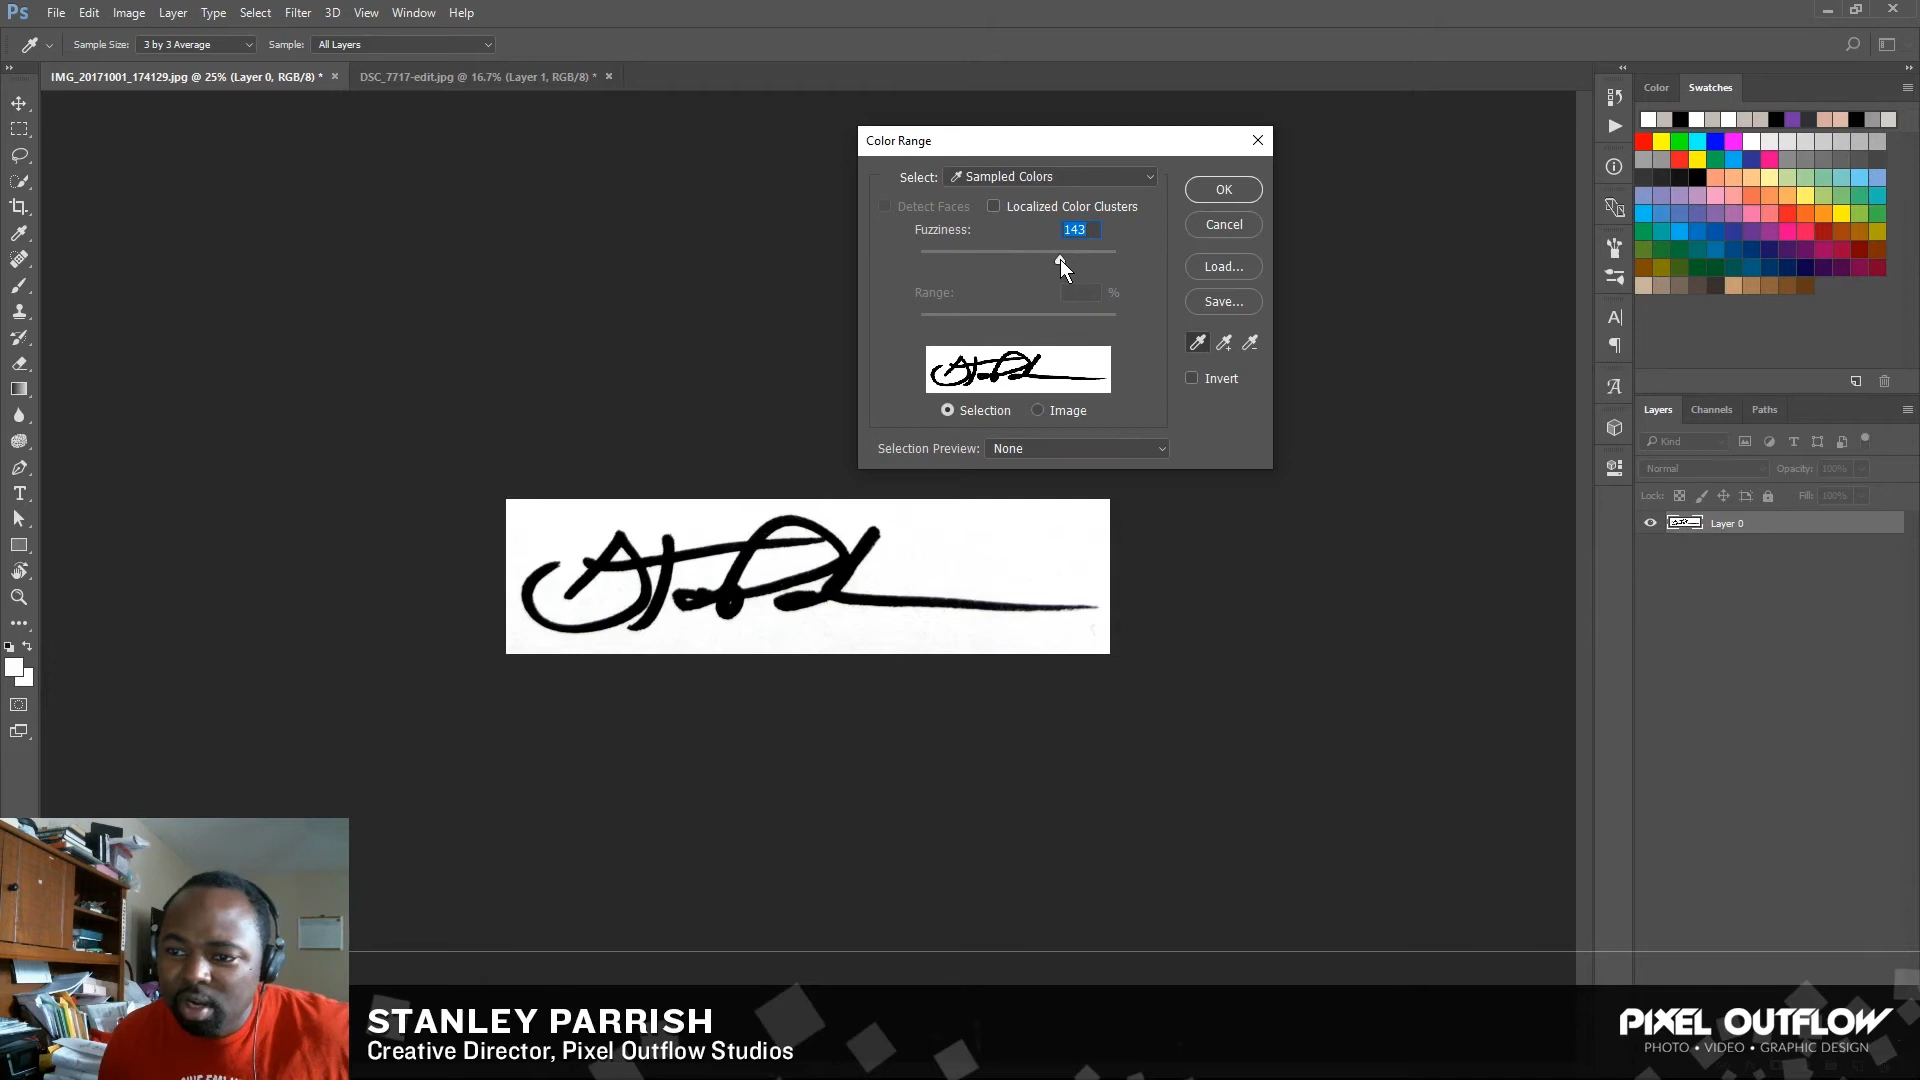 Ps File Edit Image Layer Type Select Filter 3D View Window Help
Sample Size: 3 by 3 Average Sample: All Layers
IMG_20171001_174129.jpg @ 25% (Layer 0, RGB/8) * × DSC_7717-edit.jpg @ 16.7% (Layer 1, RGB/8) * ×
Color Swatches
Color Range
Select: Sampled Colors
OK
Detect Faces Localized Color Clusters
Fuzziness: 143
Cancel
Load...
Range: %
Save...
Invert
Selection Image
Selection Preview: None
Layers Channels Paths
Kind
Normal Opacity: 100%
Lock: Fill: 100%
Layer 0
STANLEY PARRISH
Creative Director, Pixel Outflow Studios
PIXEL OUTFLOW
PHOTO • VIDEO • GRAPHIC DESIGN